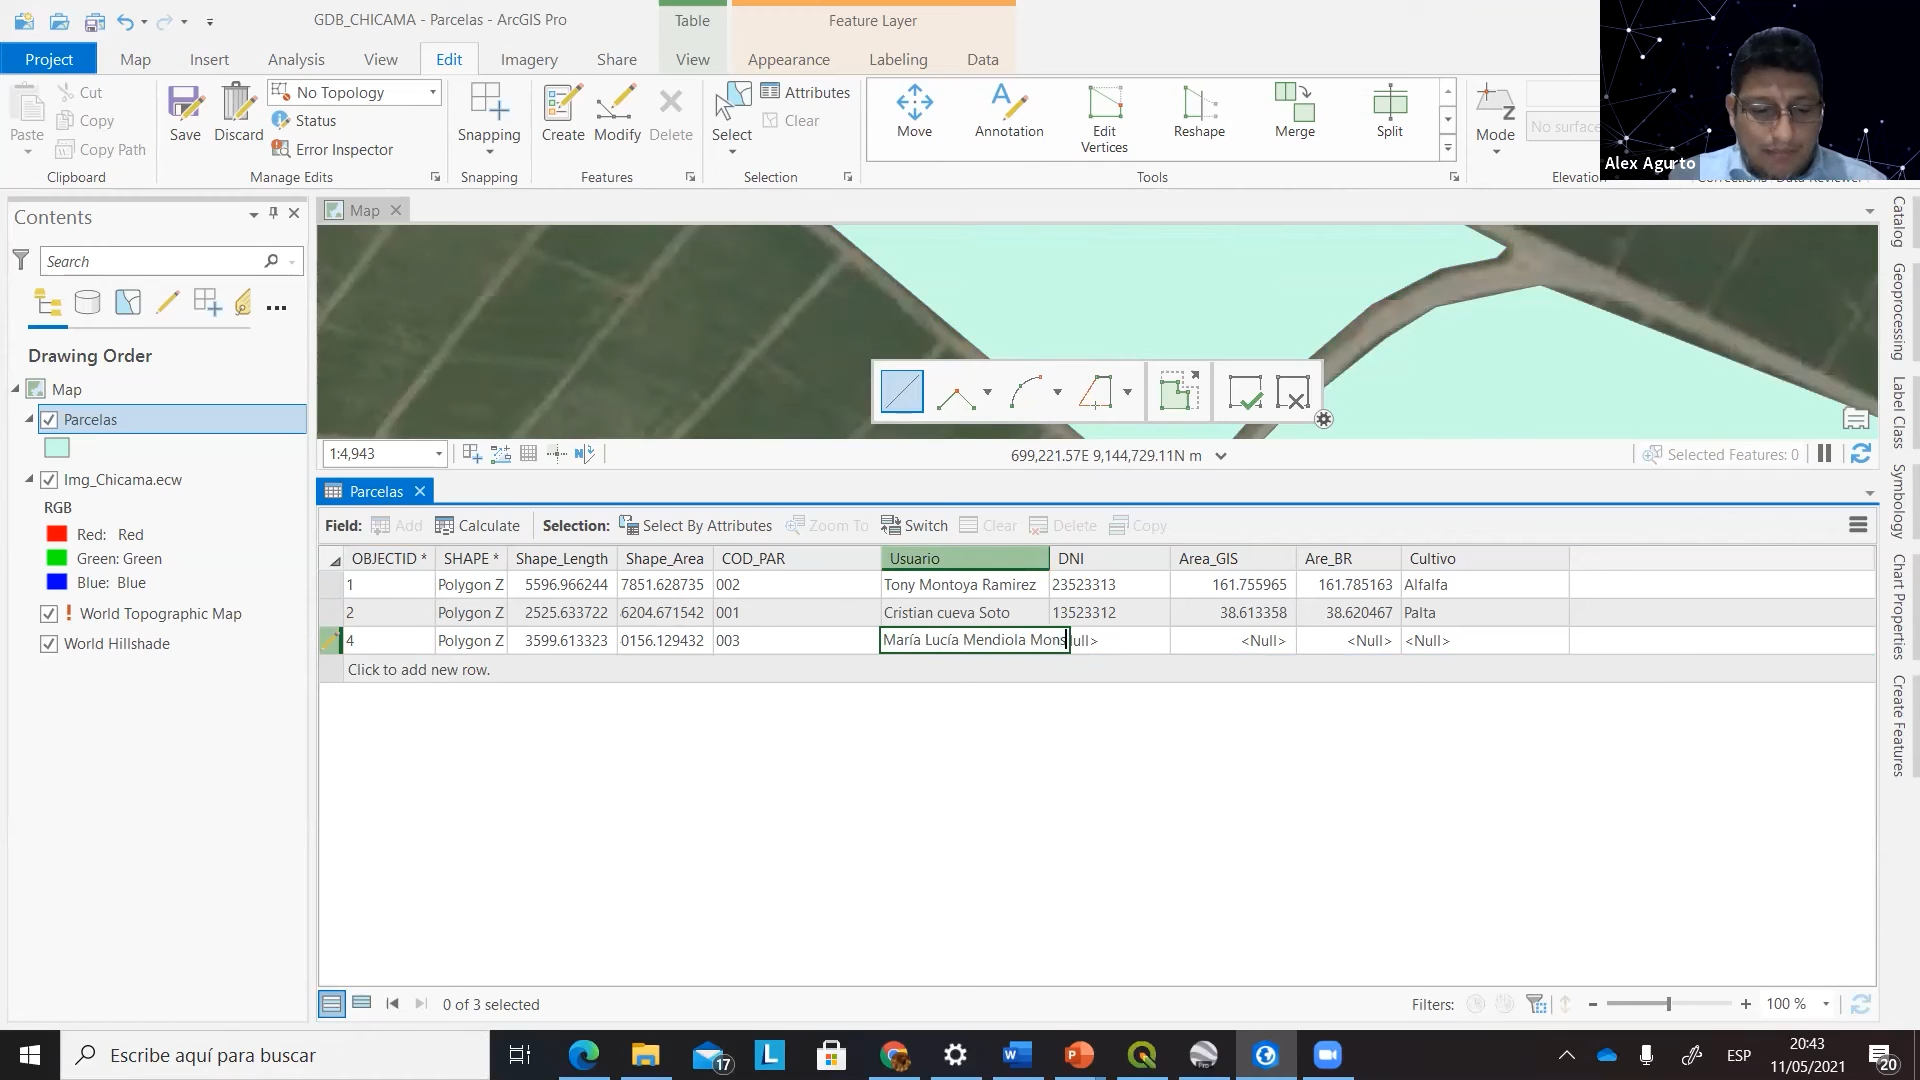 GDB_CHICAMA - Parcelas - ArcGIS Pro
Table
Feature Layer
Project
Map
Insert
Analysis
View
Edit
Imagery
Share
View
Appearance
Labeling
Data
Paste
Cut
Copy
Copy Path
Clipboard
Save
Discard
No Topology
Status
Error Inspector
Manage Edits
Snapping
Snapping
Create
Modify
Delete
Features
Select
Attributes
Clear
Selection
Move
Annotation
Edit
Vertices
Reshape
Merge
Split
Tools
Mode
No surface
Elevation
Alex Agurto
Contents
Search
Drawing Order
Map
Parcelas
Img_Chicama.ecw
RGB
Red: Red
Green: Green
Blue: Blue
World Topographic Map
World Hillshade
Map
1:4,943
699,221.57E 9,144,729.11N m
Selected Features: 0
Parcelas
Field: Add Calculate Selection: Select By Attributes Zoom To Switch Clear Delete Copy
OBJECTID * SHAPE * Shape_Length Shape_Area COD_PAR Usuario DNI Area_GIS Are_BR Cultivo
1 Polygon Z 5596.966244 7851.628735 002 Tony Montoya Ramirez 23523313 161.755965 161.785163 Alfalfa
2 Polygon Z 2525.633722 6204.671542 001 Cristian cueva Soto 13523312 38.613358 38.620467 Palta
4 Polygon Z 3599.613323 0156.129432 003 María Lucía Mendiola Mons ull> <Null> <Null> <Null>
Click to add new row.
0 of 3 selected
Filters:
100 %
Catalog
Geoprocessing
Label Class
Symbology
Chart Properties
Create Features
Escribe aquí para buscar
17
ESP
20:43
11/05/2021
20